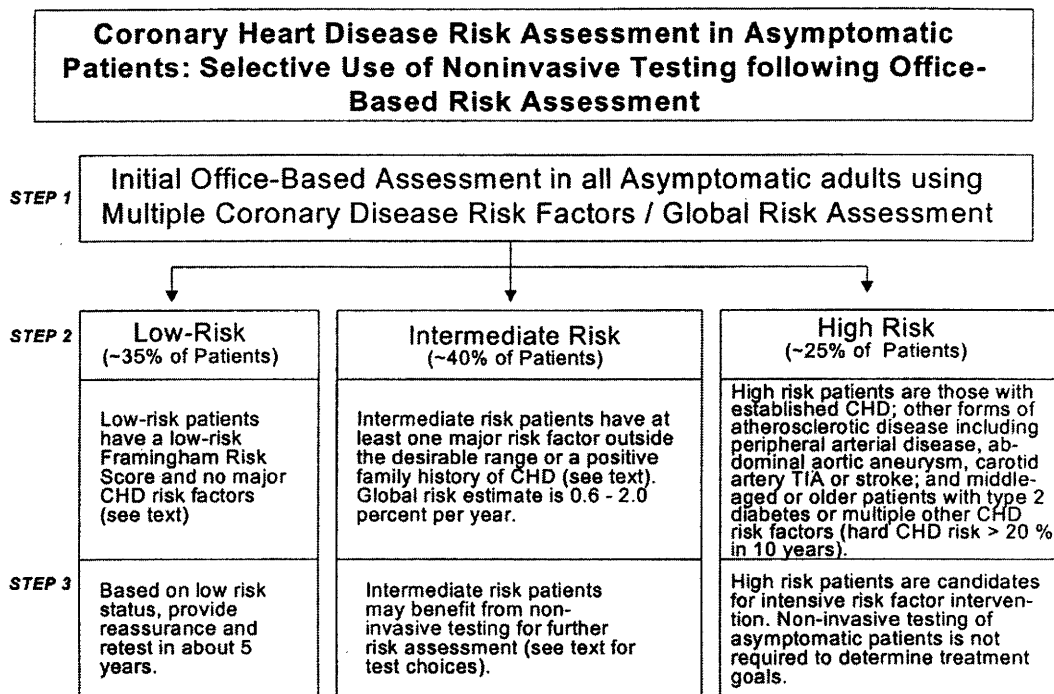 Coronary Heart Disease Risk Assessment in Asymptomatic
Patients: Selective Use of Noninvasive Testing following Office-
Based Risk Assessment
STEP 1
Initial Office-Based Assessment in all Asymptomatic adults using
Multiple Coronary Disease Risk Factors / Global Risk Assessment
STEP 2
Low-Risk
(~35% of Patients)
Low-risk patients
have a low-risk
Framingham Risk
Score and no major
CHD risk factors
(see text)
Intermediate Risk
(~40% of Patients)
Intermediate risk patients have at
least one major risk factor outside
the desirable range or a positive
family history of CHD (see text).
Global risk estimate is 0.6 - 2.0
percent per year.
High Risk
(~25% of Patients)
High risk patients are those with
established CHD; other forms of
atherosclerotic disease including
peripheral arterial disease, ab-
dominal aortic aneurysm, carotid
artery TIA or stroke; and middle-
aged or older patients with type 2
diabetes or multiple other CHD
risk factors (hard CHD risk > 20 %
in 10 years).
STEP 3
Based on low risk
status, provide
reassurance and
retest in about 5
years.
Intermediate risk patients
may benefit from non-
invasive testing for further
risk assessment (see text for
test choices).
High risk patients are candidates
for intensive risk factor interven-
tion. Non-invasive testing of
asymptomatic patients is not
required to determine treatment
goals.